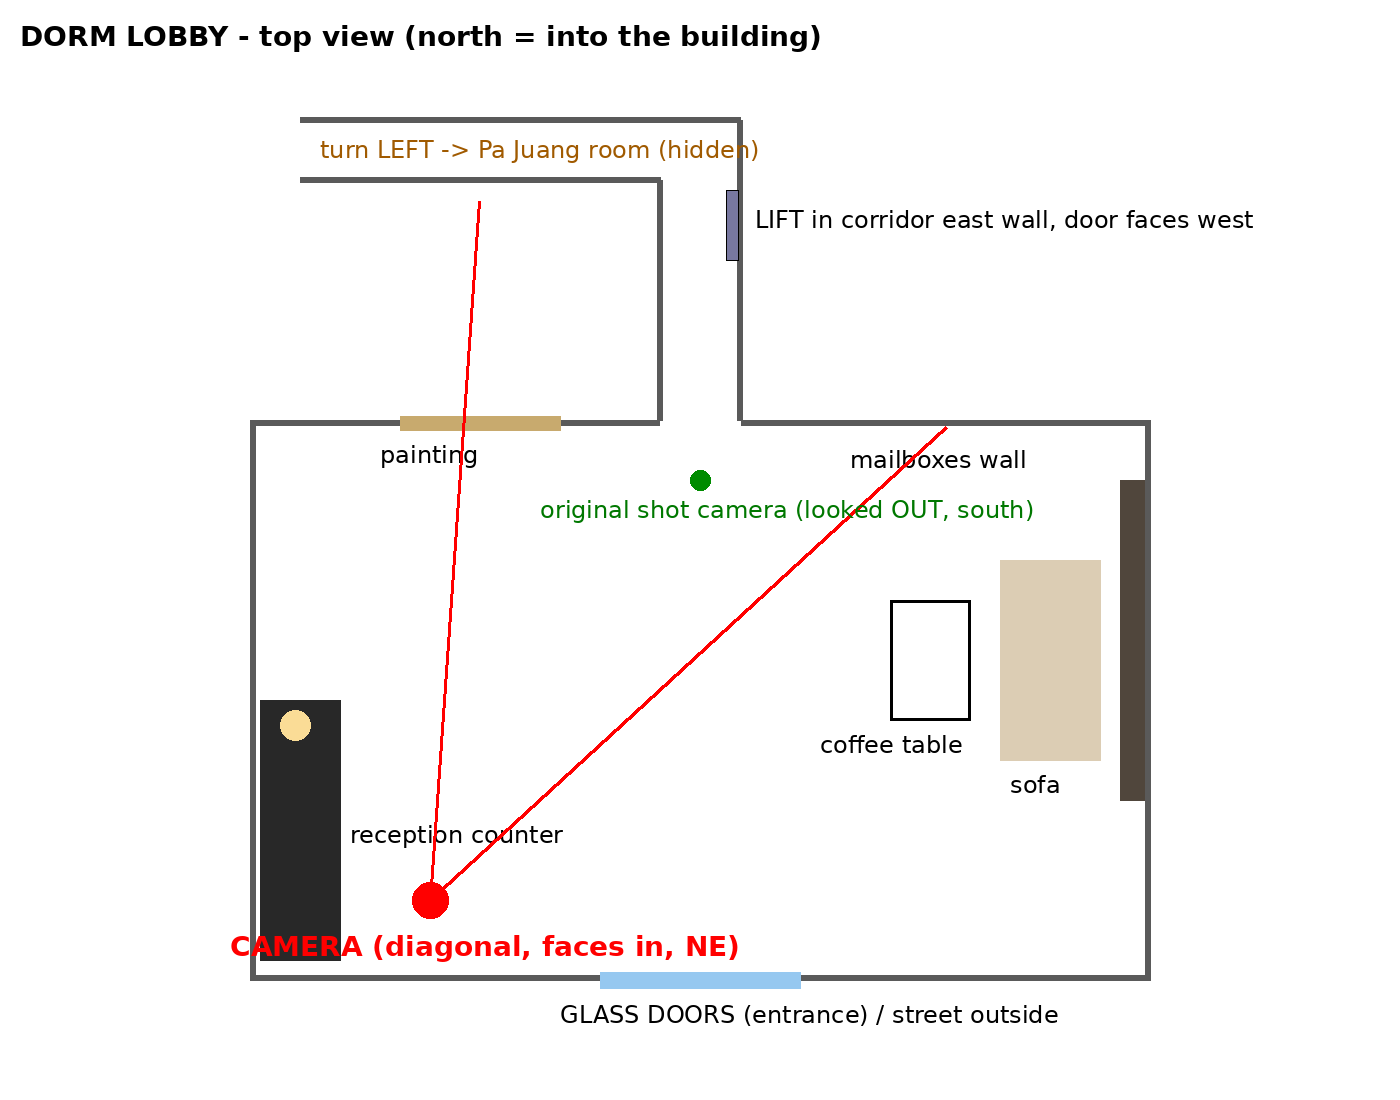 DORM LOBBY - top view (north = into the building)
turn LEFT -> Pa Juang room (hidden)
LIFT in corridor east wall, door faces west
painting
mailboxes wall
original shot camera (looked OUT, south)
coffee table
sofa
reception counter
CAMERA (diagonal, faces in, NE)
GLASS DOORS (entrance) / street outside